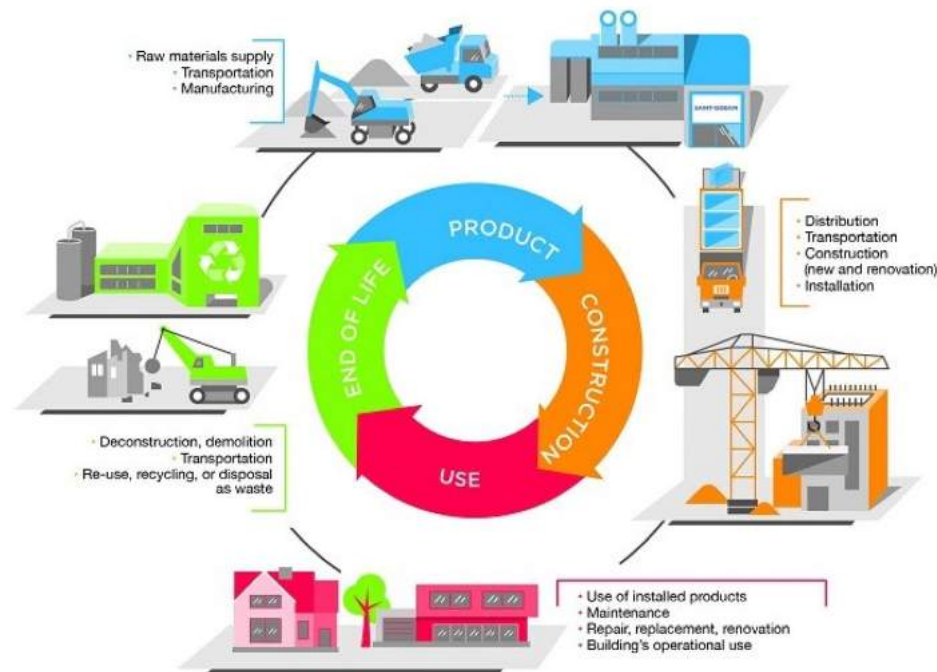 • Raw materials supply
• Transportation
• Manufacturing
SAINT-GOBAIN
PRODUCT
CONSTRUCTION
USE
END OF LIFE
• Distribution
• Transportation
• Construction
(new and renovation)
• Installation
• Deconstruction, demolition
• Transportation
• Re-use, recycling, or disposal
as waste
• Use of installed products
• Maintenance
• Repair, replacement, renovation
• Building's operational use